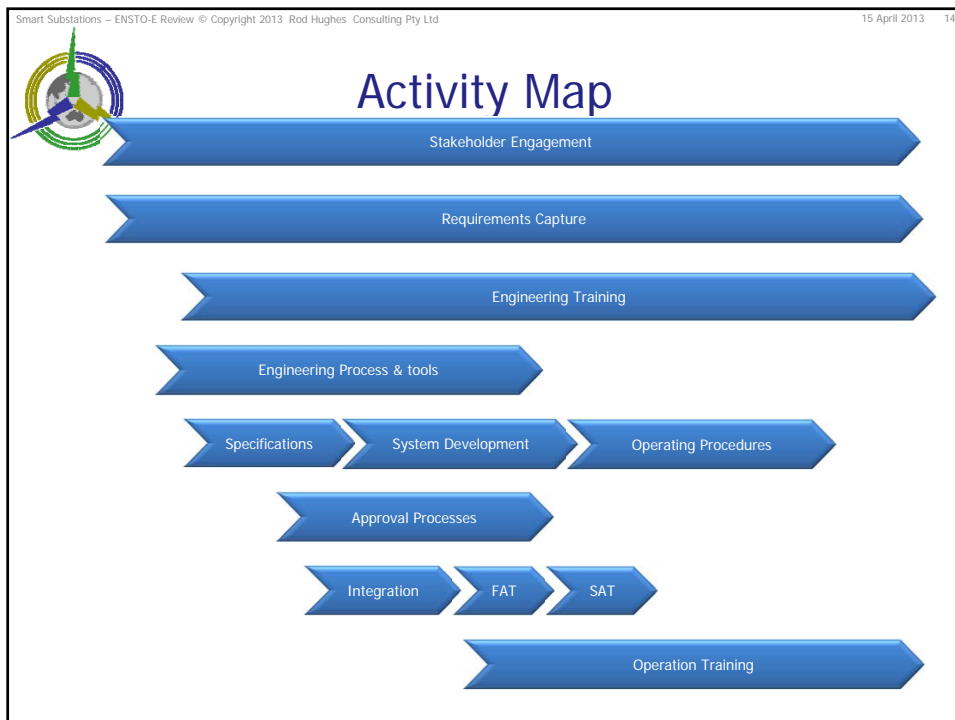 Smart Substations – ENSTO-E Review © Copyright 2013 Rod Hughes Consulting Pty Ltd
15 April 2013 14
Activity Map
Stakeholder Engagement
Requirements Capture
Engineering Training
Engineering Process & tools
Specifications
System Development
Operating Procedures
Approval Processes
Integration
FAT
SAT
Operation Training